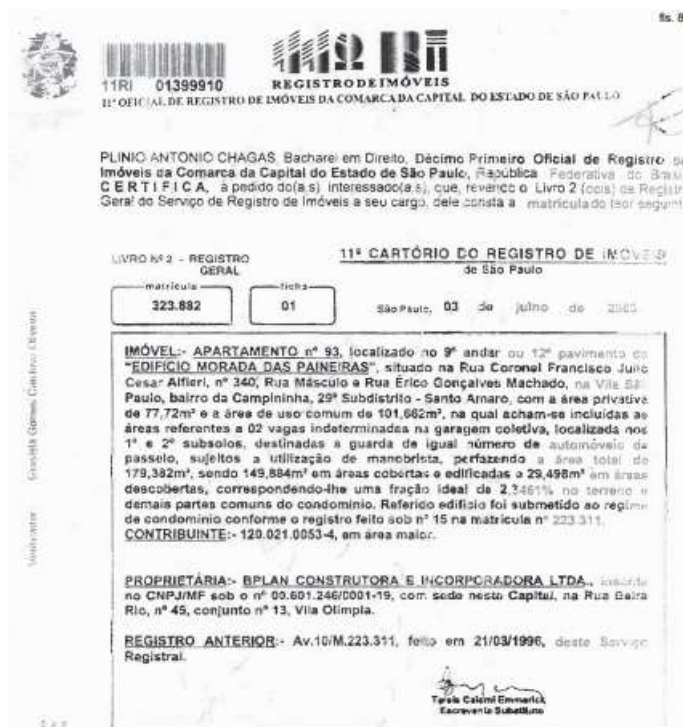 fls. 8
11RI 01399910
REGISTRO DE IMÓVEIS
11º OFICIAL DE REGISTRO DE IMÓVEIS DA COMARCA DA CAPITAL DO ESTADO DE SÃO PAULO
PLINIO ANTONIO CHAGAS, Bacharel em Direito, Décimo Primeiro Oficial de Registro
Imóveis da Comarca da Capital do Estado de São Paulo, República Federativa do
CERTIFICA, a pedido do(a.s) interessado(a.s), que, revendo o Livro 2 (dois) de
Geral do Serviço de Registro de Imóveis a seu cargo, dele consta a matrícula do teor
LIVRO Nº 2 - REGISTRO
GERAL
11º CARTÓRIO DO REGISTRO DE IMÓVEIS
de São Paulo
matrícula
323.882
ficha
01
São Paulo, 03 de julho de
IMÓVEL:- APARTAMENTO nº 93, localizado no 9º andar ou 12º pavimento do
"EDIFÍCIO MORADA DAS PAINEIRAS", situado na Rua Coronel Francisco Julio
Cesar Alfieri, nº 340, Rua Másculo e Rua Érico Gonçalves Machado, na Vila São
Paulo, bairro da Campininha, 29º Subdistrito - Santo Amaro, com a área privativa
de 77,72m² e a área de uso comum de 101,662m², na qual acham-se incluídas as
áreas referentes a 02 vagas indeterminadas na garagem coletiva, localizada nos
1º e 2º subsolos, destinadas a guarda de igual número de automóveis de
passeio, sujeitos a utilização de manobrista, perfazendo a área total de
179,382m², sendo 149,884m² em áreas cobertas e edificadas e 29,498m² em áreas
descobertas, correspondendo-lhe uma fração ideal de no terreno e
demais partes comuns do condomínio. Referido edifício foi submetido ao regime
de condomínio conforme o registro feito sob nº 15 na matrícula nº 223.311.
CONTRIBUINTE:- 120.021.0053-4, em área maior.
PROPRIETÁRIA:- BPLAN CONSTRUTORA E INCORPORADORA LTDA., inscrita
no CNPJ/MF sob o nº 00.601.246/0001-19, com sede nesta Capital, na Rua Beira
Rio, nº 45, conjunto nº 13, Vila Olímpia.
REGISTRO ANTERIOR:- Av.10/M.223.311, feito em 21/03/1996, deste Serviço
Registral.
Escrevente Substituto